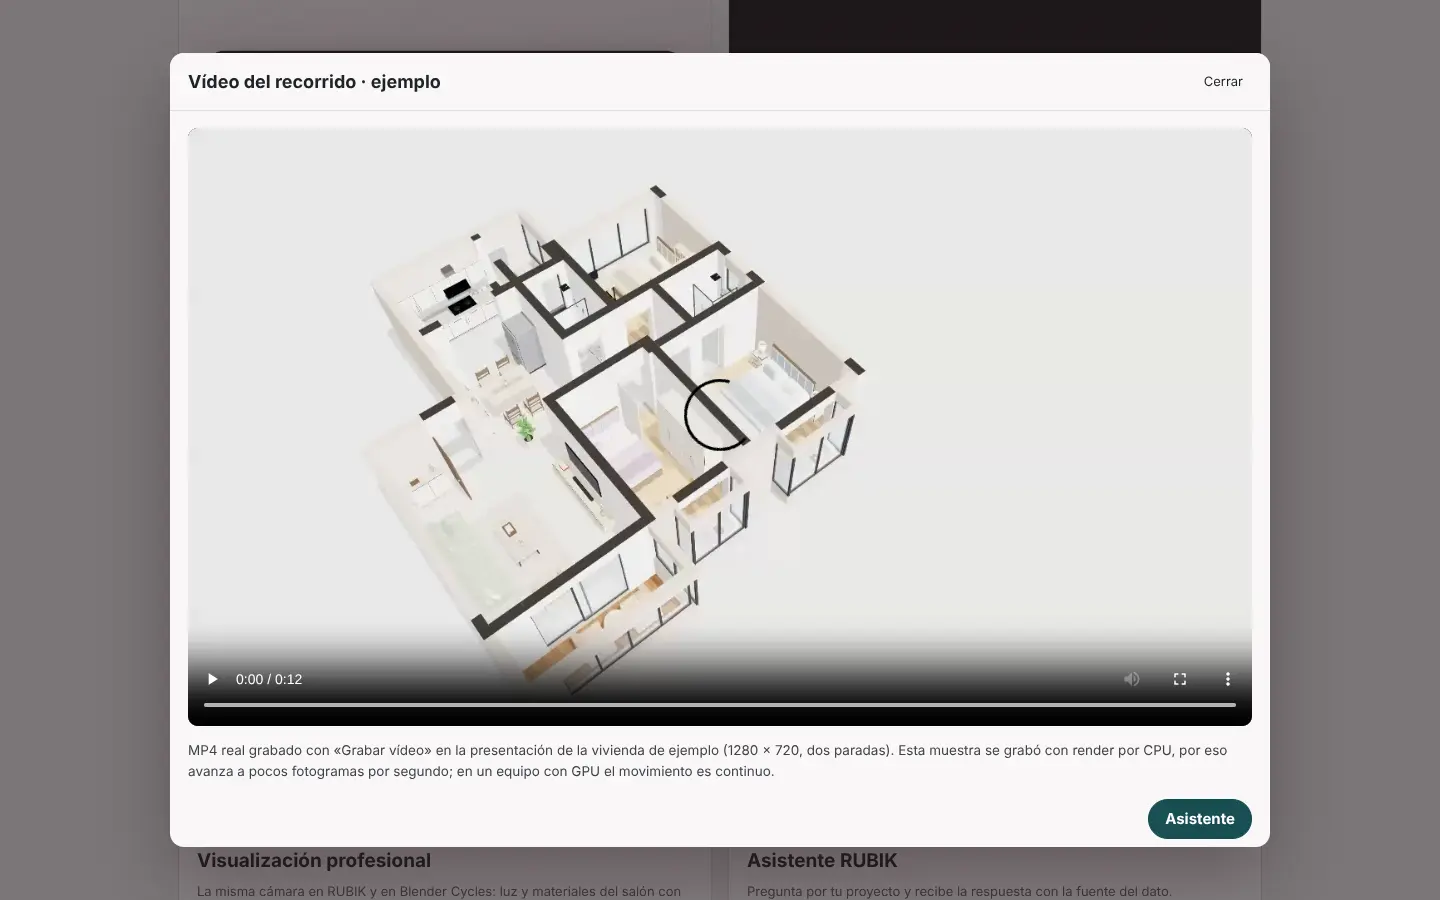 Vídeo del recorrido · ejemplo
Cerrar
0:00 / 0:12
MP4 real grabado con «Grabar vídeo» en la presentación de la vivienda de ejemplo (1280 × 720, dos paradas). Esta muestra se grabó con render por CPU, por eso
avanza a pocos fotogramas por segundo; en un equipo con GPU el movimiento es continuo.
Asistente
Visualización profesional
La misma cámara en RUBIK y en Blender Cycles: luz y materiales del salón con
Asistente RUBIK
Pregunta por tu proyecto y recibe la respuesta con la fuente del dato.